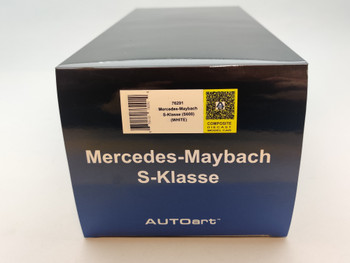 76291
Mercedes-Maybach
S-Klasse (S600)
(WHITE)
COMPOSITE
DIECAST
Mercedes-Maybach
S-Klasse
AUTOart